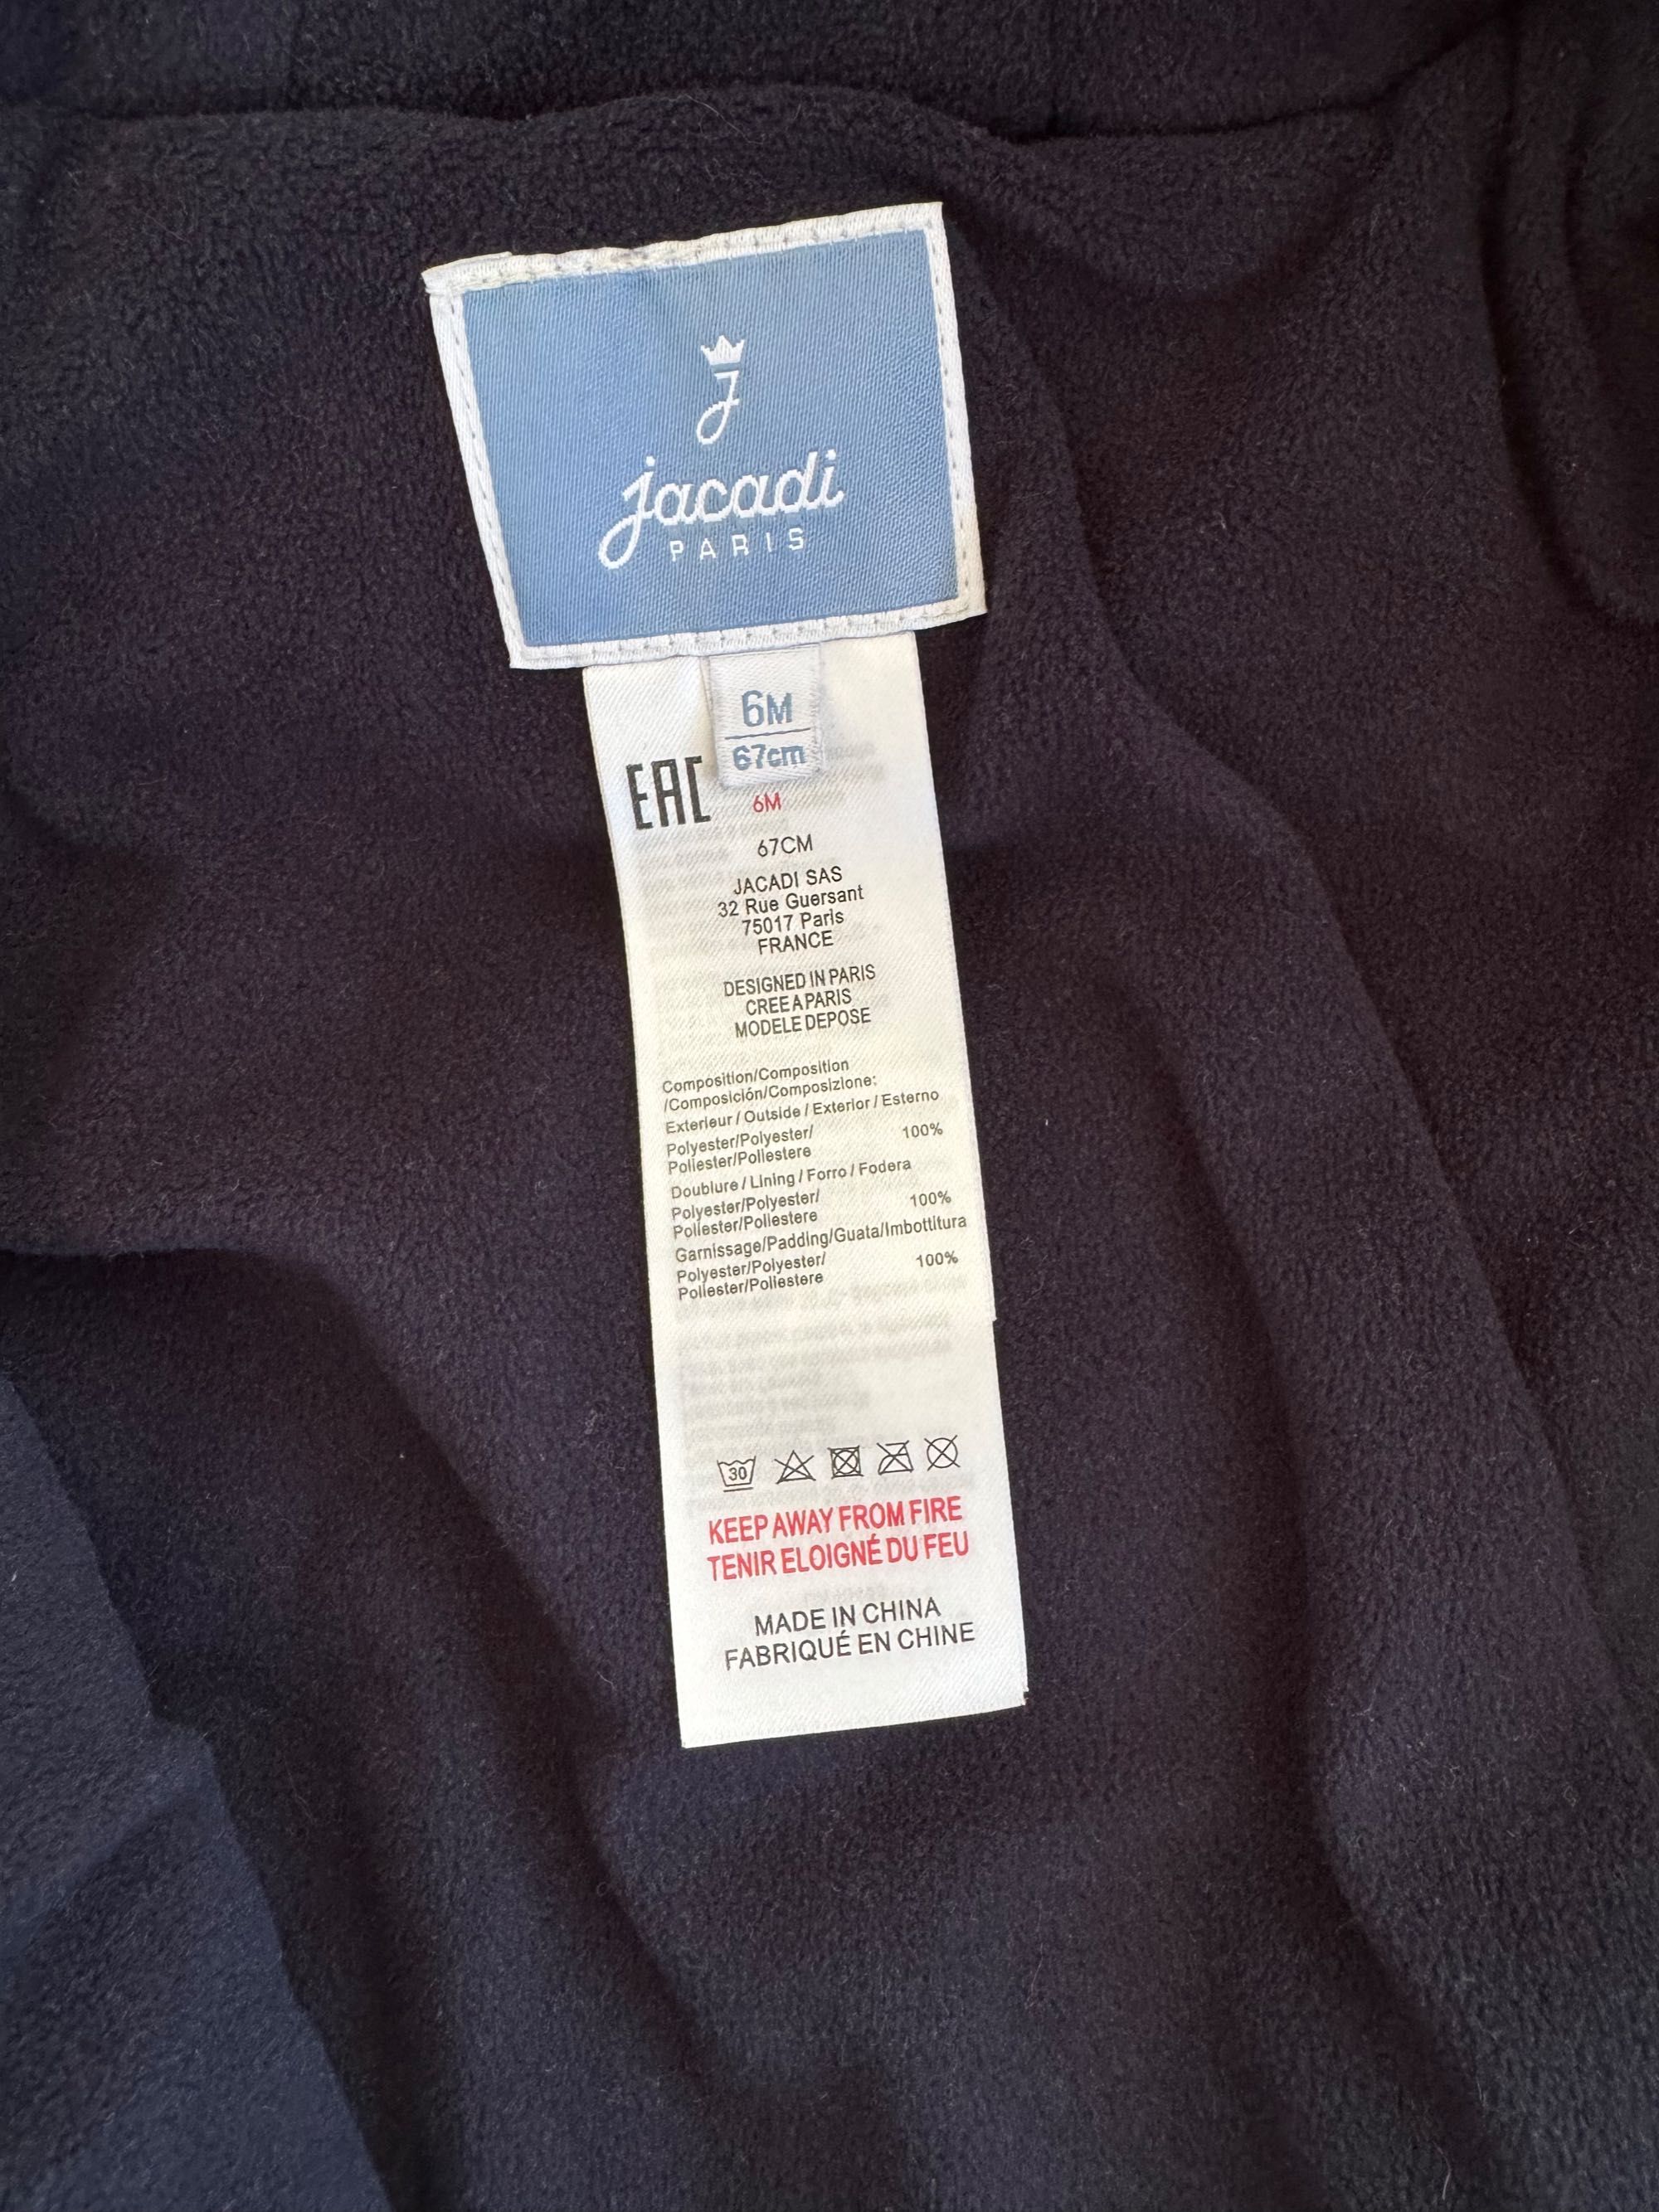 J
jacadi
PARIS
6M
67cm
EAC
6M
67CM
JACADI SAS
32 Rue Guersant
75017 Paris
FRANCE
DESIGNED IN PARIS
CREE A PARIS
MODELE DEPOSE
Composition/Composition
/Composición/Composizione:
Exterieur / Outside / Exterior / Esterno
Polyester/Polyester/ 100%
Poliester/Poliestere
Doublure / Lining / Forro / Fodera
Polyester/Polyester/ 100%
Poliester/Poliestere
Garnissage/Padding/Guata/Imbottitura
Polyester/Polyester/ 100%
Poliester/Poliestere
30
KEEP AWAY FROM FIRE
TENIR ELOIGNÉ DU FEU
MADE IN CHINA
FABRIQUÉ EN CHINE